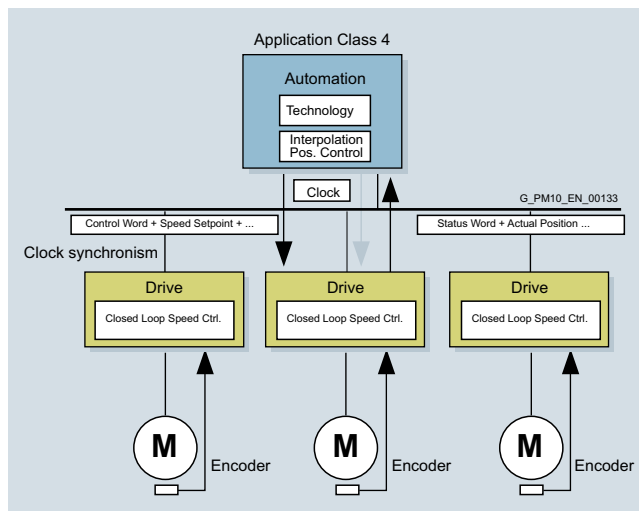 Application Class 4
Automation
Technology
Interpolation
Pos. Control
Clock
G_PM10_EN_00133
Control Word + Speed Setpoint + ...
Status Word + Actual Position ...
Clock synchronism
Drive
Drive
Drive
Closed Loop Speed Ctrl.
Closed Loop Speed Ctrl.
Closed Loop Speed Ctrl.
M
M
M
Encoder
Encoder
Encoder